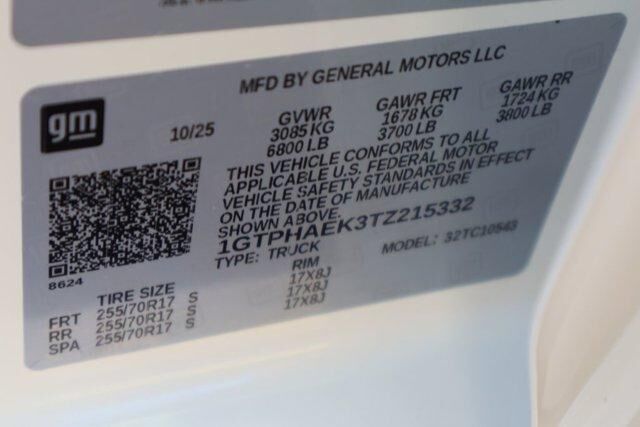 MFD BY GENERAL MOTORS LLC
gm
10/25
GVWR
3085 KG
6800 LB
GAWR FRT
1678 KG
3700 LB
GAWR RR
1724 KG
3800 LB
THIS VEHICLE CONFORMS TO ALL
APPLICABLE U.S. FEDERAL MOTOR
VEHICLE SAFETY STANDARDS IN EFFECT
ON THE DATE OF MANUFACTURE
SHOWN ABOVE.
1GTPHAEK3TZ215332
TYPE: TRUCK
MODEL: 32TC10543
8624
TIRE SIZE
RIM
FRT 255/70R17 S 17X8J
RR 255/70R17 S 17X8J
SPA 255/70R17 S 17X8J